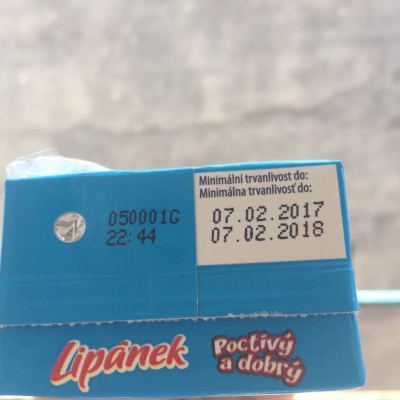 Minimální trvanlivost do:
Minimálna trvanlivosť do:
050001G
22:44
07.02.2017
07.02.2018
Lipánek
Poctivý
a dobrý